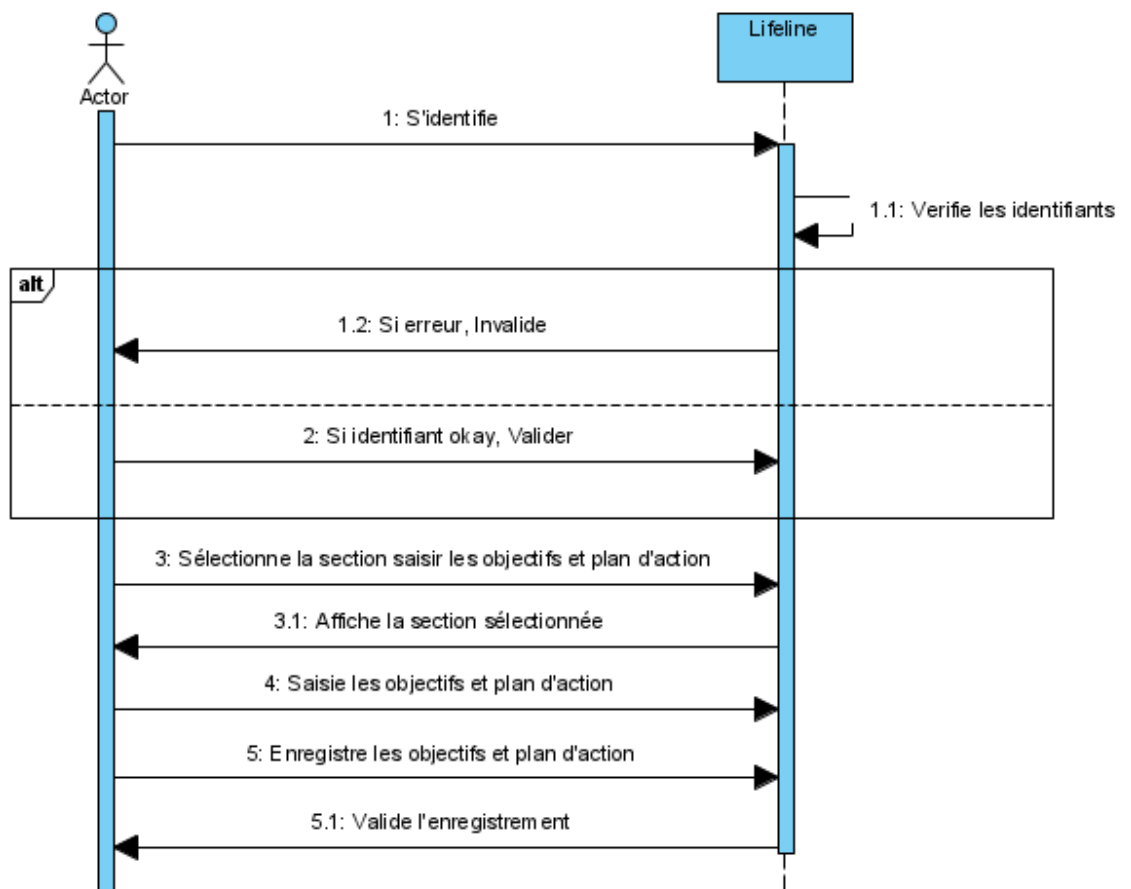 Lifeline
Actor
1: S'identifie
1.1: Verifie les identifiants
alt
1.2: Si erreur, Invalide
2: Si identifiant okay, Valider
3: Sélectionne la section saisir les objectifs et plan d'action
3.1: Affiche la section sélectionnée
4: Saisie les objectifs et plan d'action
5: Enregistre les objectifs et plan d'action
5.1: Valide l'enregistrement